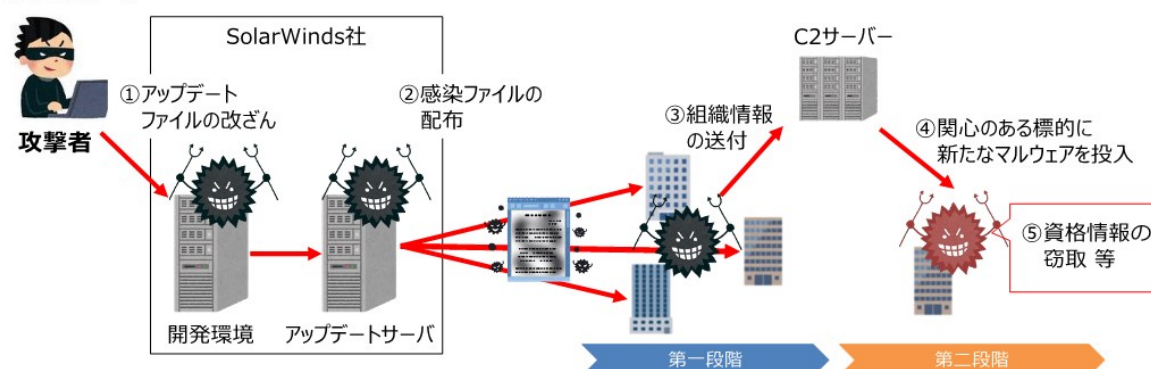 SolarWinds社
C2サーバー
①アップデート
ファイルの改ざん
②感染ファイルの
配布
攻撃者
③組織情報
の送付
④関心のある標的に
新たなマルウェアを投入
⑤資格情報の
窃取 等
開発環境
アップデートサーバ
第一段階
第二段階